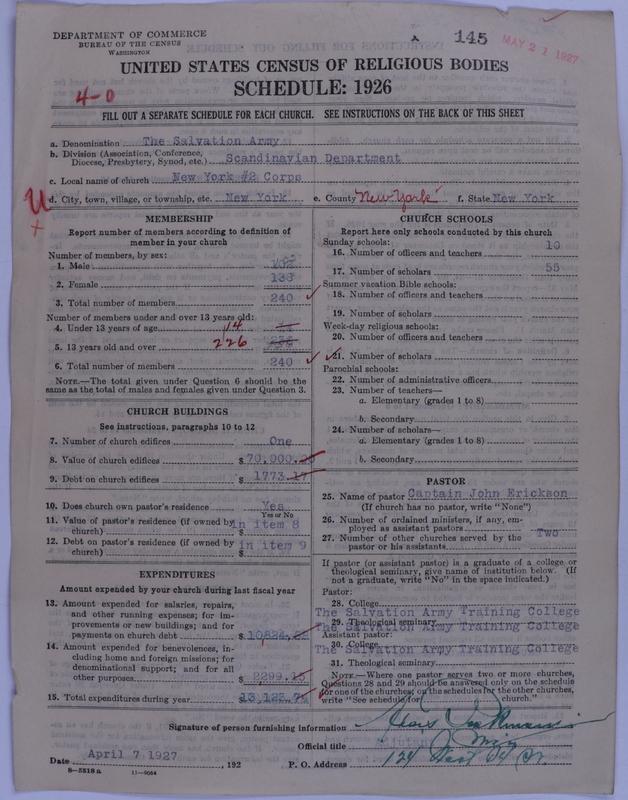 DEPARTMENT OF COMMERCE
BUREAU OF THE CENSUS
WASHINGTON
145
MAY 21 1927
UNITED STATES CENSUS OF RELIGIOUS BODIES
SCHEDULE: 1926
4-0
FILL OUT A SEPARATE SCHEDULE FOR EACH CHURCH. SEE INSTRUCTIONS ON THE BACK OF THIS SHEET
a. Denomination The Salvation Army
b. Division (Association, Conference, Diocese, Presbytery, Synod, etc.) Scandinavian Department
c. Local name of church New York #2 Corps
U d. City, town, village, or township, etc. New York e. County New York f. State New York
x
MEMBERSHIP
Report number of members according to definition of
member in your church
Number of members, by sex:
1. Male 102
2. Female 138
3. Total number of members 240
Number of members under and over 13 years old:
4. Under 13 years of age 14
5. 13 years old and over 226
6. Total number of members 240
NOTE.—The total given under Question 6 should be the
same as the total of males and females given under Question 3.
CHURCH BUILDINGS
See instructions, paragraphs 10 to 12
7. Number of church edifices One
8. Value of church edifices $ 70,000.00
9. Debt on church edifices $ 1773.17
10. Does church own pastor's residence Yes
Yes or No
11. Value of pastor's residence (if owned by
church) $ in item 8
12. Debt on pastor's residence (if owned by
church) $ in item 9
EXPENDITURES
Amount expended by your church during last fiscal year
13. Amount expended for salaries, repairs,
and other running expenses; for im-
provements or new buildings; and for
payments on church debt $
14. Amount expended for benevolences, in-
cluding home and foreign missions; for
denominational support; and for all
other purposes $ 2299.15
15. Total expenditures during year $
CHURCH SCHOOLS
Report here only schools conducted by this church
Sunday schools:
16. Number of officers and teachers 10
17. Number of scholars 55
Summer vacation Bible schools:
18. Number of officers and teachers
19. Number of scholars
Week-day religious schools:
20. Number of officers and teachers
21. Number of scholars
Parochial schools:
22. Number of administrative officers
23. Number of teachers—
a. Elementary (grades 1 to 8)
b. Secondary
24. Number of scholars—
a. Elementary (grades 1 to 8)
b. Secondary
PASTOR
25. Name of pastor Captain John Erickson
(If church has no pastor, write "None")
26. Number of ordained ministers, if any, em-
ployed as assistant pastors Two
27. Number of other churches served by the
pastor or his assistants
If pastor (or assistant pastor) is a graduate of a college or
theological seminary, give name of institution below. (If
not a graduate, write "No" in the space indicated.)
Pastor:
28. College
The Salvation Army Training College
29. Theological seminary
The Salvation Army Training College
Assistant pastor:
30. College
The Salvation Army Training College
31. Theological seminary
NOTE.—Where one pastor serves two or more churches,
Questions 28 and 29 should be answered only on the schedule
for one of the churches; on the schedules for the other churches,
write "See schedule for church."
Signature of person furnishing information
Official title
Date April 7 1927, 192 P. O. Address 124 West
8-5518 a 11-9064